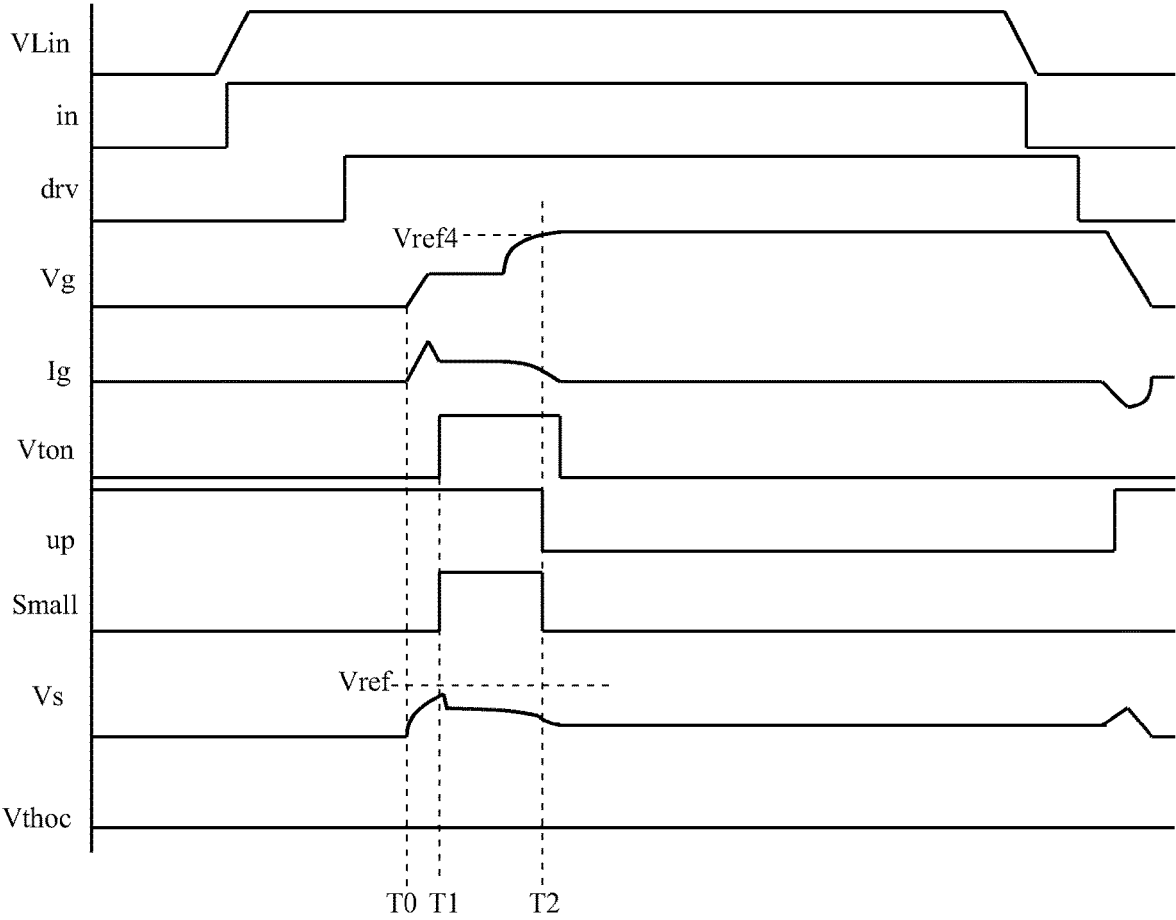 VLin
in
drv
Vref4
Vg
Ig
Vton
up
Small
Vref
Vs
Vthoc
T0 T1 T2